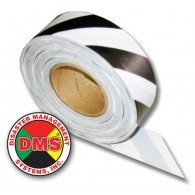 DISASTER MANAGEMENT
DMS
SYSTEMS, INC